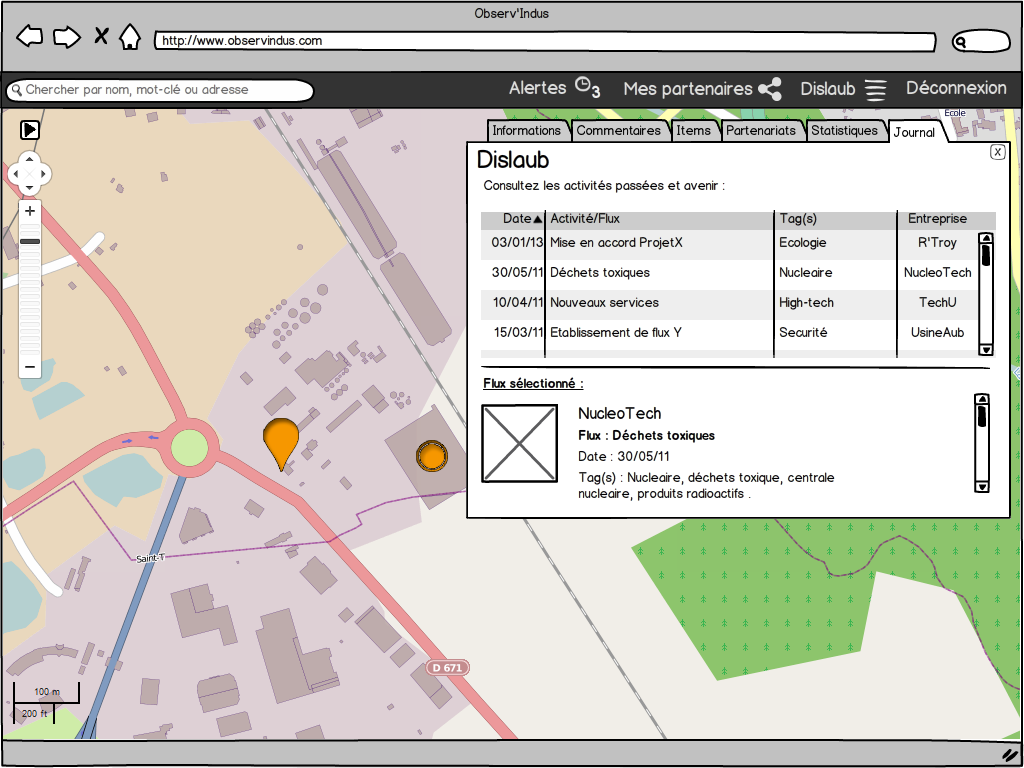 Observ'Indus
http://www.observindus.com
Chercher par nom, mot-clé ou adresse
Alertes 3 Mes partenaires Dislaub Déconnexion
Ecole
Informations Commentaires Items Partenariats Statistiques Journal
Dislaub
X
Consultez les activités passées et avenir :
Date Activité/Flux Tag(s) Entreprise
03/01/13 Mise en accord ProjetX Ecologie R'Troy
30/05/11 Déchets toxiques Nucleaire NucleoTech
10/04/11 Nouveaux services High-tech TechU
15/03/11 Etablissement de flux Y Securité UsineAub
Flux sélectionné :
NucleoTech
Flux : Déchets toxiques
Date : 30/05/11
Tag(s) : Nucleaire, déchets toxique, centrale
nucleaire, produits radioactifs .
Saint-T
D 671
100 m
200 ft